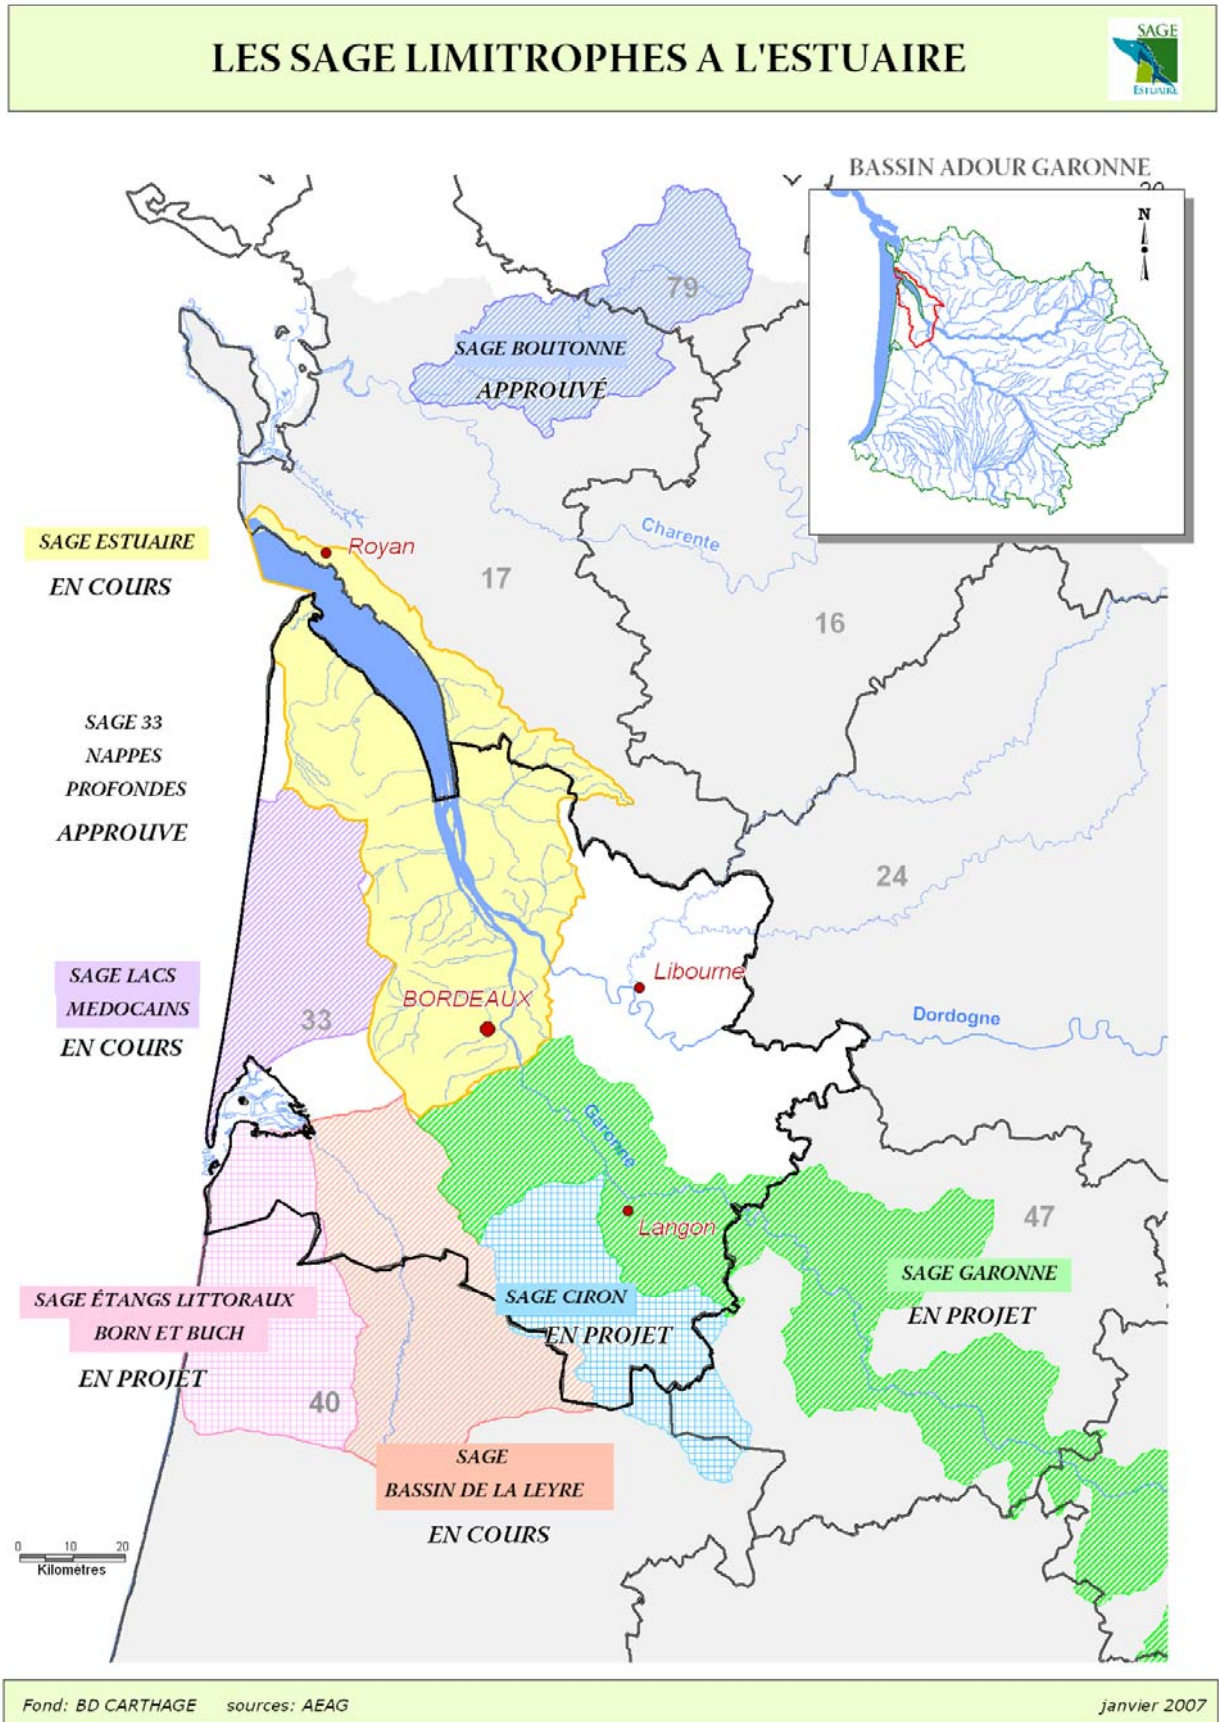 LES SAGE LIMITROPHES A L'ESTUAIRE
SAGE
ESTUAIRE
BASSIN ADOUR GARONNE
N
79
SAGE BOUTONNE
APPROUVÉ
SAGE ESTUAIRE
EN COURS
Royan
Charente
17
16
SAGE 33
NAPPES
PROFONDES
APPROUVE
24
SAGE LACS
MEDOCAINS
EN COURS
33
BORDEAUX
Libourne
Dordogne
Garonne
Langon
47
SAGE GARONNE
EN PROJET
SAGE CIRON
EN PROJET
SAGE ÉTANGS LITTORAUX
BORN ET BUCH
EN PROJET
40
SAGE
BASSIN DE LA LEYRE
EN COURS
0 10 20
Kilométres
Fond: BD CARTHAGE sources: AEAG janvier 2007